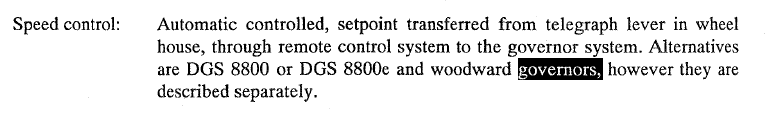 Speed control: Automatic controlled, setpoint transferred from telegraph lever in wheel
house, through remote control system to the governor system. Alternatives
are DGS 8800 or DGS 8800e and woodward governors, however they are
described separately.